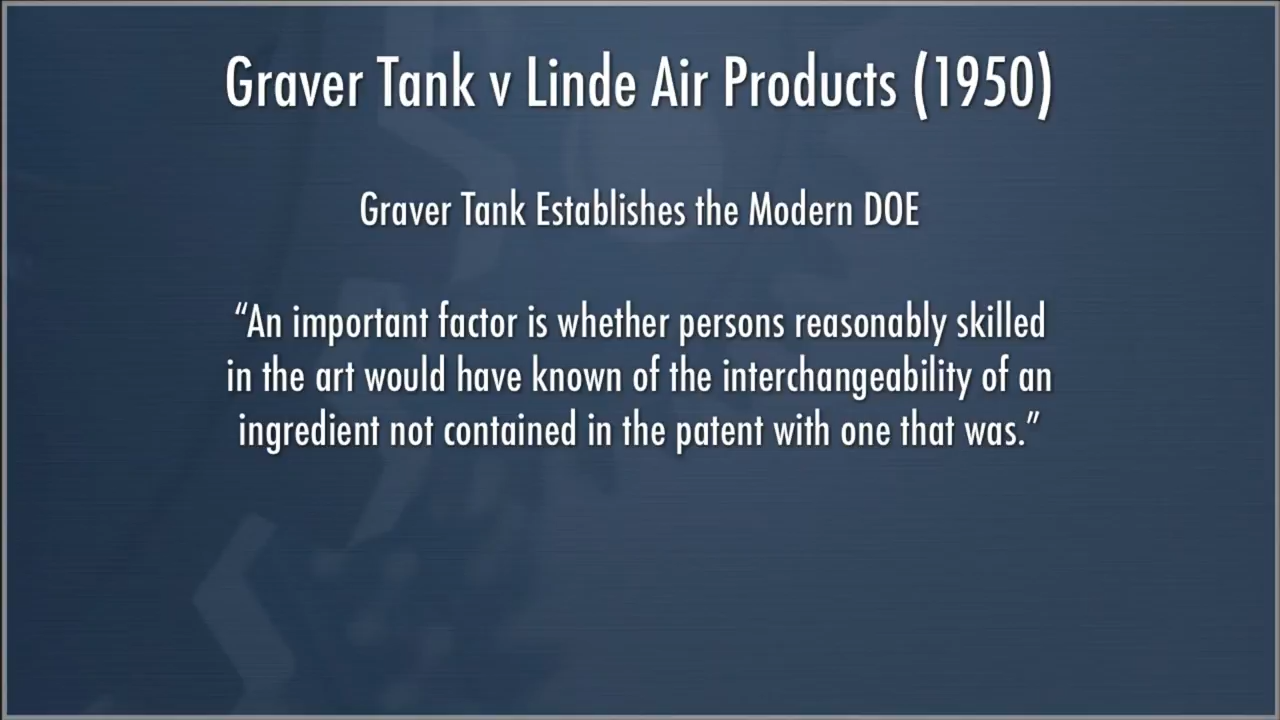 Graver Tank v Linde Air Products (1950)
Graver Tank Establishes the Modern DOE
“An important factor is whether persons reasonably skilled
in the art would have known of the interchangeability of an
ingredient not contained in the patent with one that was.”